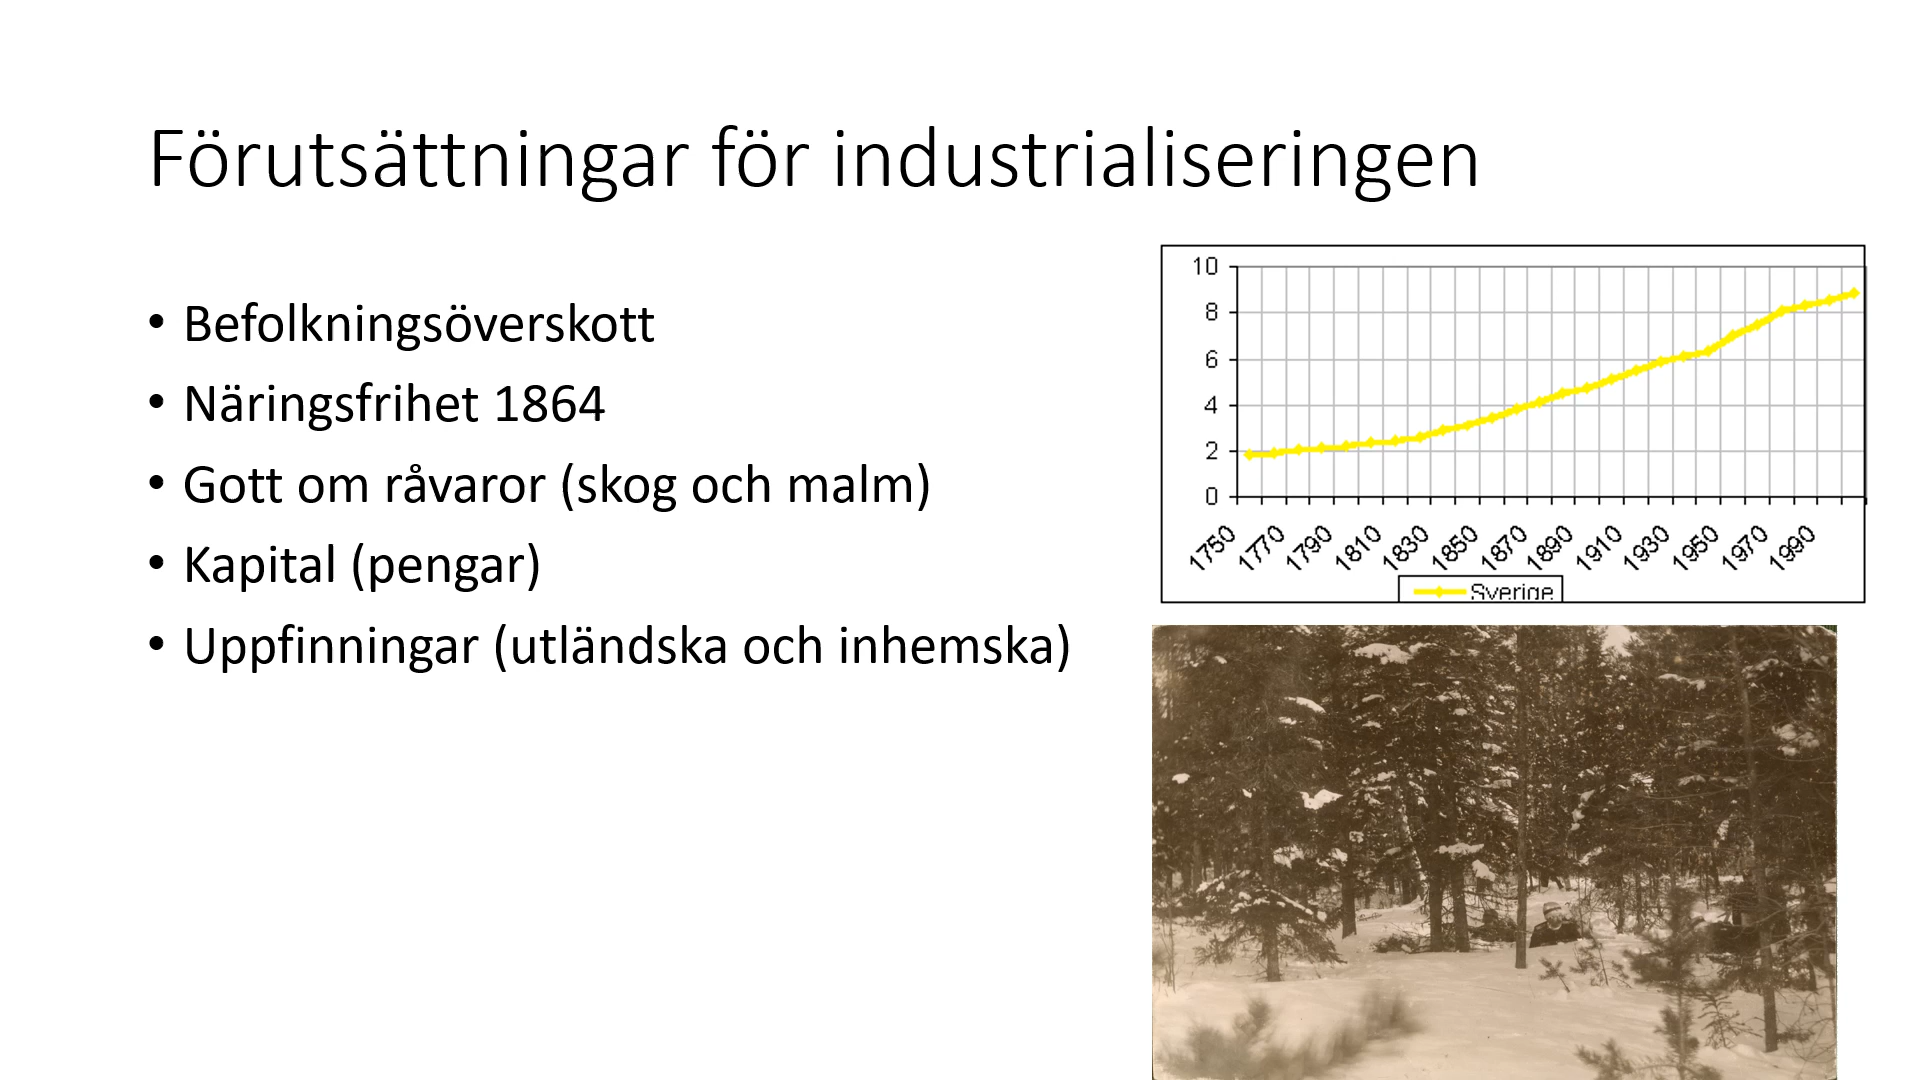 Förutsättningar för industrialiseringen
• Befolkningsöverskott
• Näringsfrihet 1864
• Gott om råvaror (skog och malm)
• Kapital (pengar)
• Uppfinningar (utländska och inhemska)
10
8
6
4
2
0
1750 1770 1790 1810 1830 1850 1870 1890 1910 1930 1950 1970 1990
Sverige